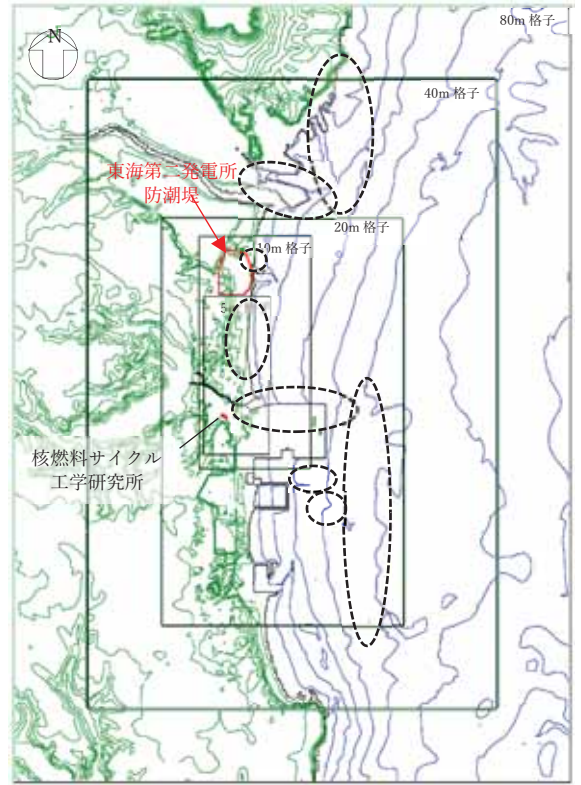 80m 格子
N
40m 格子
東海第二発電所
防潮堤
20m 格子
10m 格子
5
核燃料サイクル
工学研究所